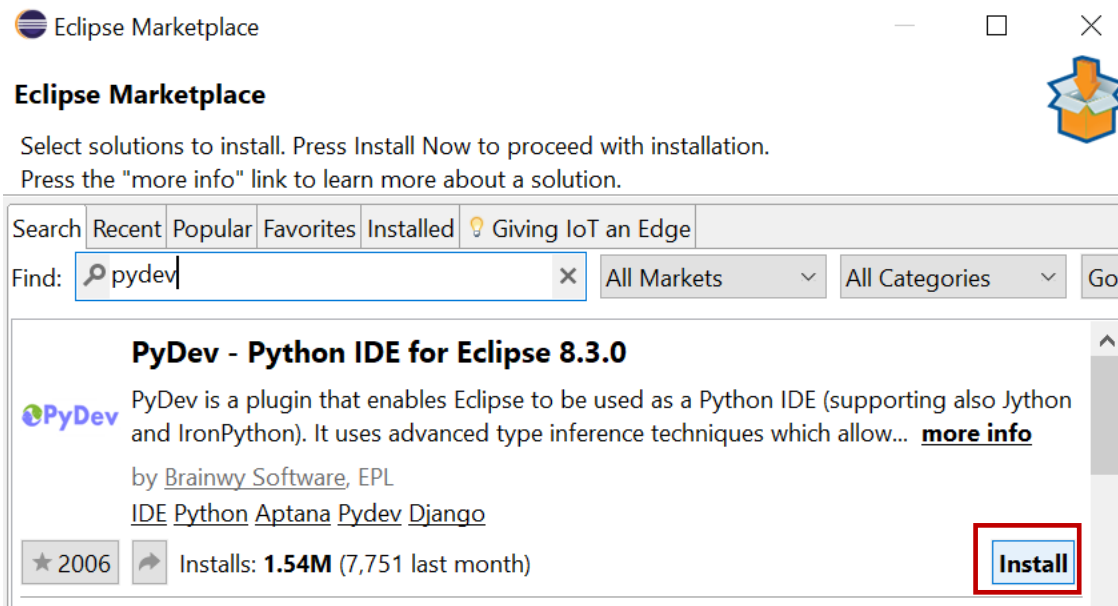 Eclipse Marketplace
Eclipse Marketplace
Select solutions to install. Press Install Now to proceed with installation.
Press the "more info" link to learn more about a solution.
Search Recent Popular Favorites Installed Giving IoT an Edge
Find: pydev All Markets All Categories Go
PyDev - Python IDE for Eclipse 8.3.0
PyDev
PyDev is a plugin that enables Eclipse to be used as a Python IDE (supporting also Jython
and IronPython). It uses advanced type inference techniques which allow... more info
by Brainwy Software, EPL
IDE Python Aptana Pydev Django
2006 Installs: 1.54M (7,751 last month) Install